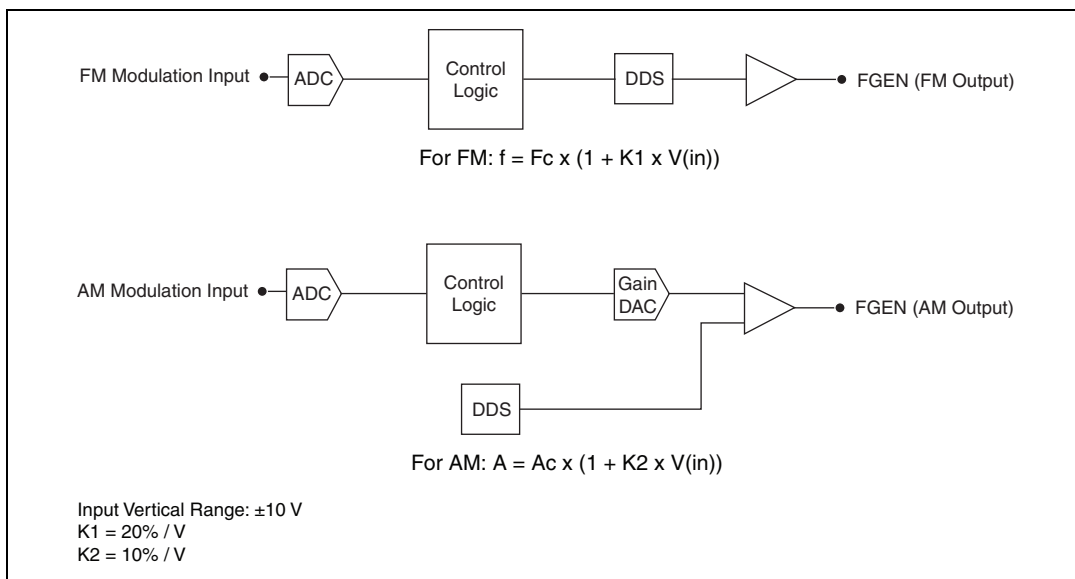 FM Modulation Input
ADC
Control
Logic
DDS
FGEN (FM Output)
For FM: f = Fc x (1 + K1 x V(in))
AM Modulation Input
ADC
Control
Logic
Gain
DAC
FGEN (AM Output)
DDS
For AM: A = Ac x (1 + K2 x V(in))
Input Vertical Range: ±10 V
K1 = 20% / V
K2 = 10% / V